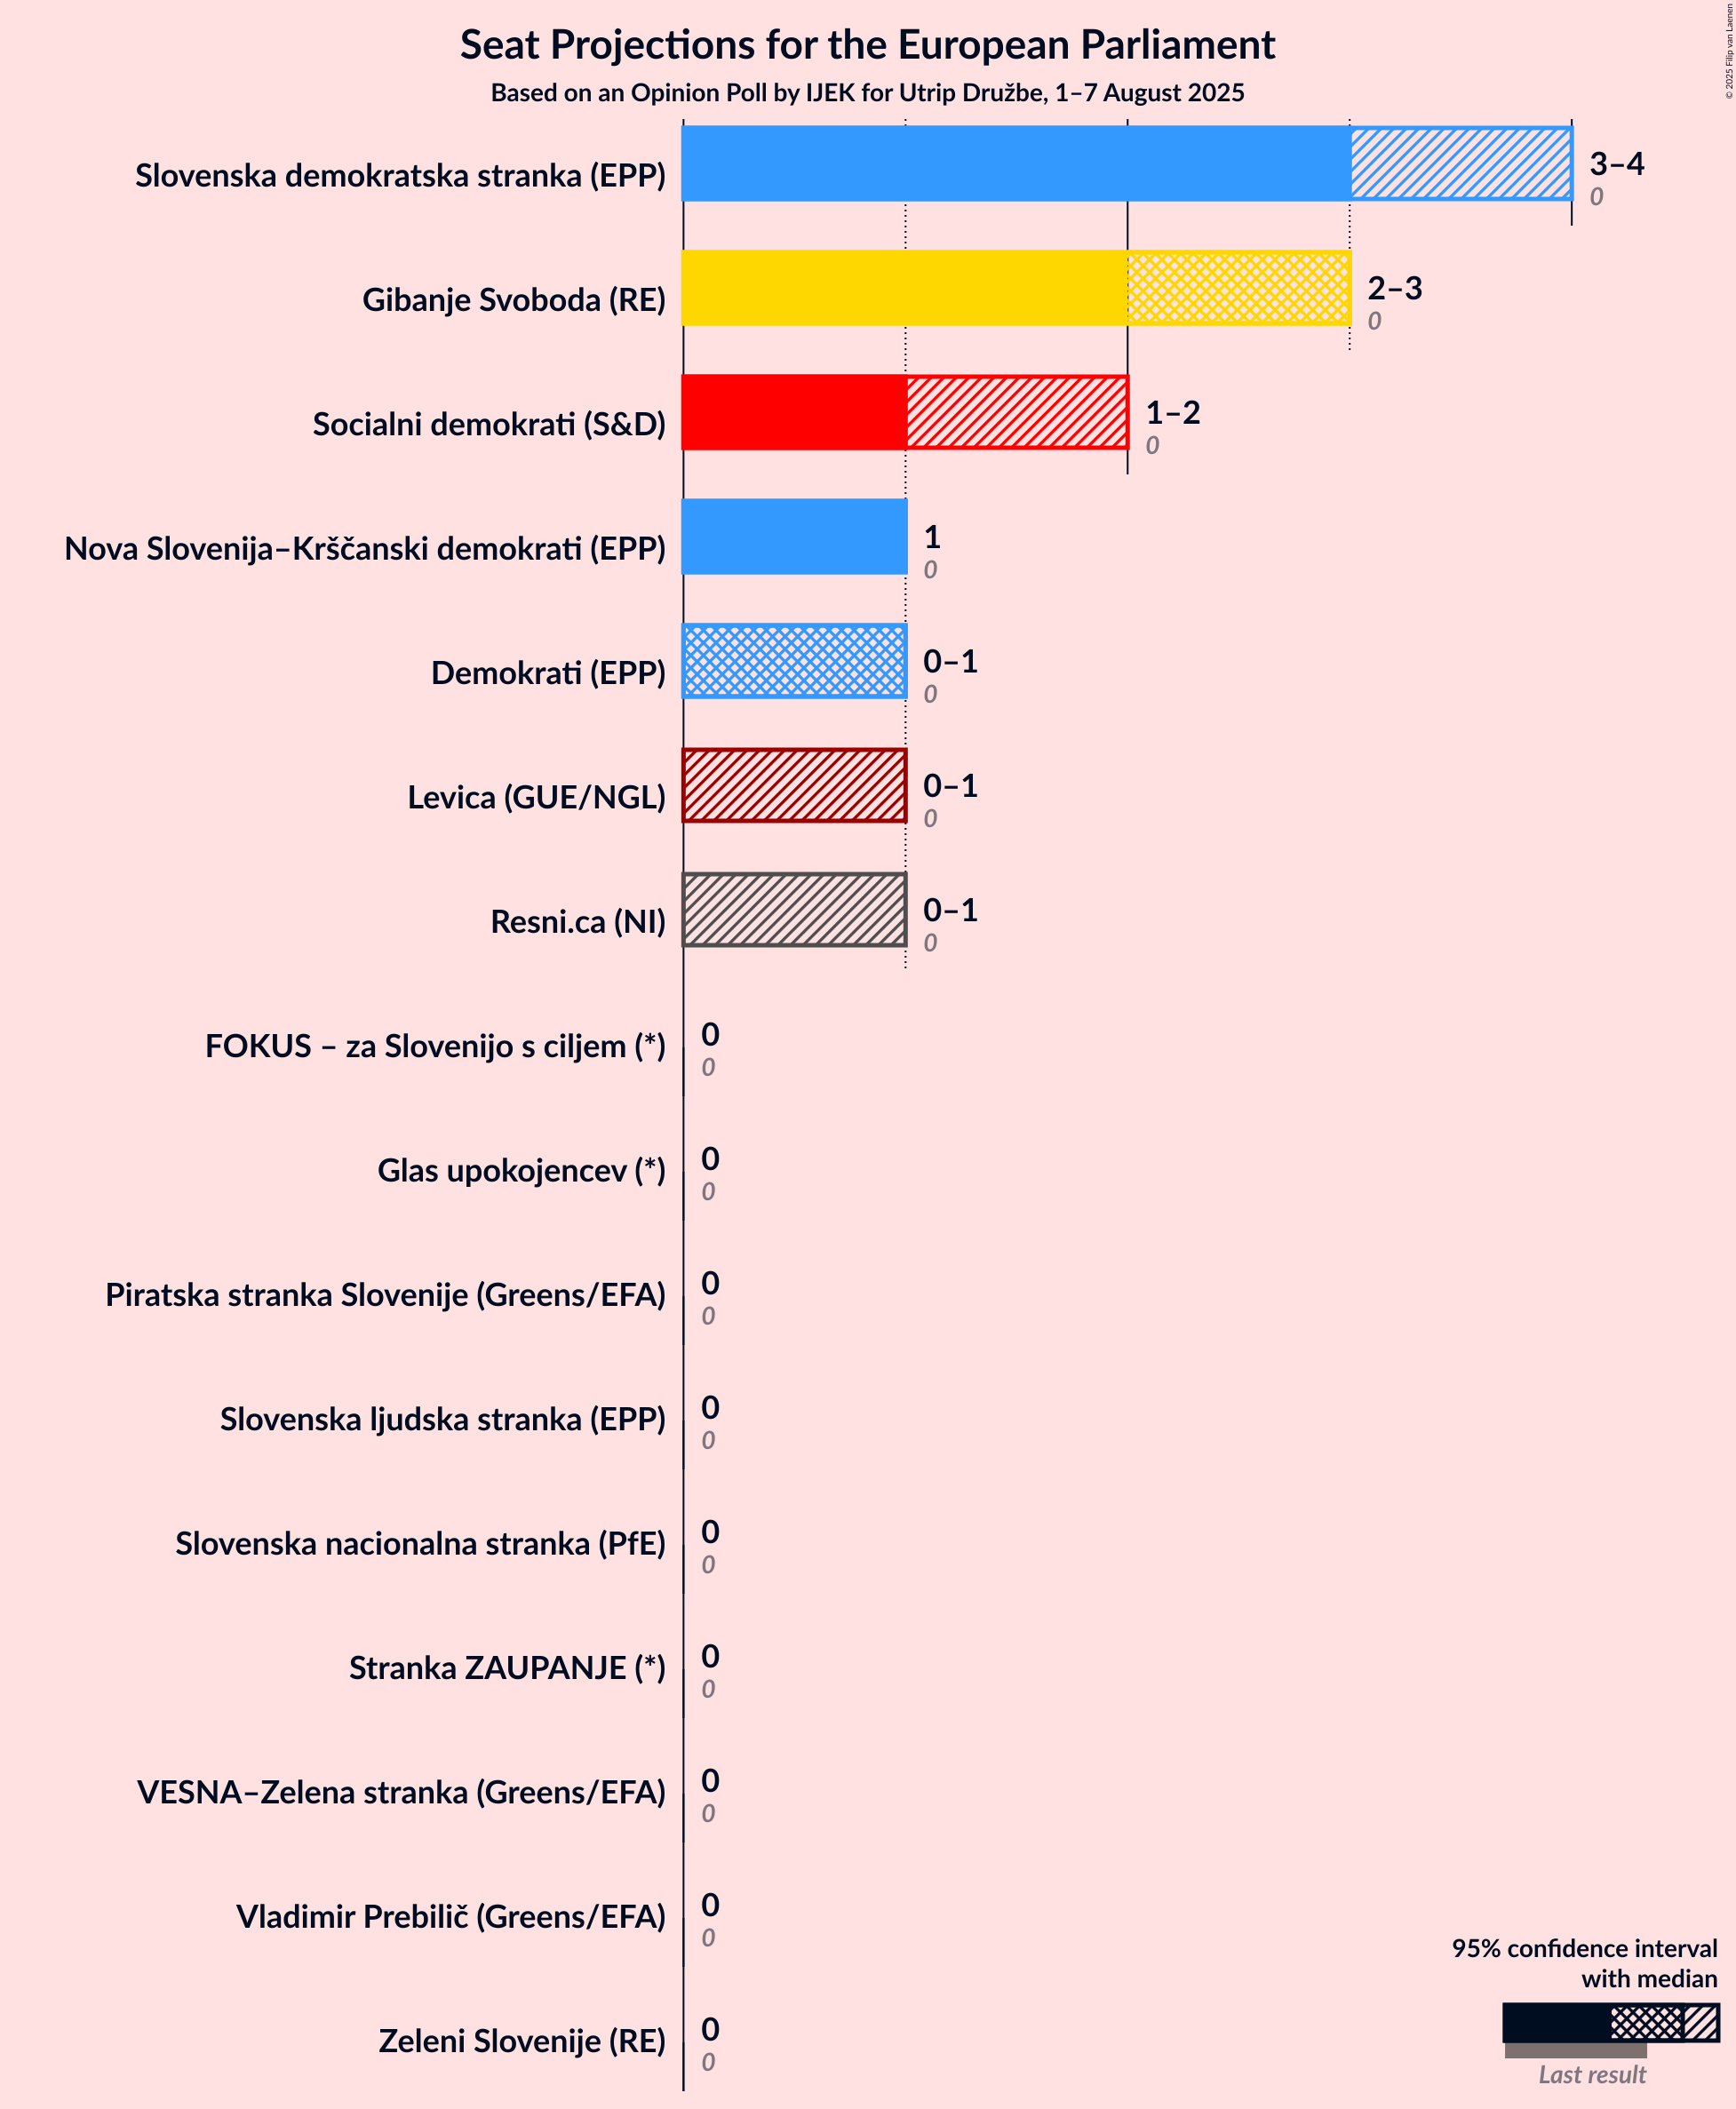 Seat Projections for the European Parliament
Based on an Opinion Poll by IJEK for Utrip Družbe, 1–7 August 2025
© 2025 Filip van Laenen
Slovenska demokratska stranka (EPP)
3–4
0
Gibanje Svoboda (RE)
2–3
0
Socialni demokrati (S&D)
1–2
0
Nova Slovenija–Krščanski demokrati (EPP)
1
0
Demokrati (EPP)
0–1
0
Levica (GUE/NGL)
0–1
0
Resni.ca (NI)
0–1
0
FOKUS – za Slovenijo s ciljem (*)
0
0
Glas upokojencev (*)
0
0
Piratska stranka Slovenije (Greens/EFA)
0
0
Slovenska ljudska stranka (EPP)
0
0
Slovenska nacionalna stranka (PfE)
0
0
Stranka ZAUPANJE (*)
0
0
VESNA–Zelena stranka (Greens/EFA)
0
0
Vladimir Prebilič (Greens/EFA)
0
0
Zeleni Slovenije (RE)
0
0
95% confidence interval
with median
Last result